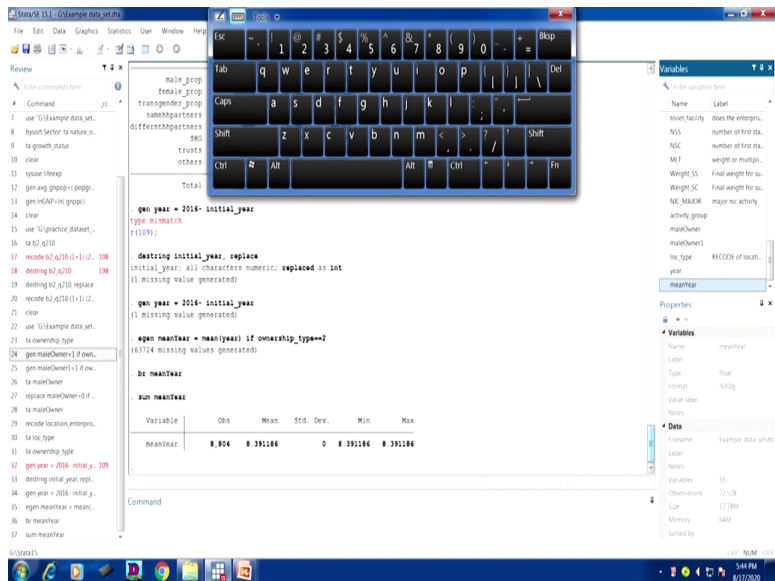 Stata/SE 15.1 - G:\Example data_set.dta
File Edit Data Graphics Statistics User Window Help
Tools
Esc ~ ` ! 1 @ 2 # 3 $ 4 % 5 ^ 6 & 7 * 8 ( 9 ) 0 _ - + = Bksp
Tab q w e r t y u i o p { [ } ] | \ Del
Caps a s d f g h j k l : ; " '
Shift z x c v b n m < , > . ? / Shift
Ctrl Alt Alt Ctrl Fn
Review
Filter commands here
# Command _rc
7 use "G:\Example data_set...
8 bysort Sector: ta nature_o...
9 ta growth_status
10 clear
11 sysuse lifeexp
12 gen avg_gnpop=( popgr...
13 gen lnGNP=ln( gnppc)
14 clear
15 use "G:\practice_dataset_...
16 ta b2_q210
17 recode b2_q210 (1=1) (2... 108
18 destring b2_q210 198
19 destring b2_q210, replace
20 recode b2_q210 (1=1) (2...
21 clear
22 use "G:\Example data_set...
23 ta ownership_type
24 gen maleOwner=1 if own...
25 gen maleOwner1=1 if ow...
26 ta maleOwner
27 replace maleOwner=0 if ...
28 ta maleOwner
29 recode location_enterpris...
30 ta loc_type
31 ta ownership_type
32 gen year = 2016- initial_y... 109
33 destring initial_year, repl...
34 gen year = 2016- initial_y...
35 egen meanYear = mean(...
36 br meanYear
37 sum meanYear
male_prop
female_prop
transgender_prop
samehhpartners
differnthhpartners
SHG
trusts
others
Total
. gen year = 2016- initial_year
type mismatch
r(109);
. destring initial_year, replace
initial_year: all characters numeric; replaced as int
(1 missing value generated)
. gen year = 2016- initial_year
(1 missing value generated)
. egen meanYear = mean(year) if ownership_type==2
(63724 missing values generated)
. br meanYear
. sum meanYear
Variable Obs Mean Std. Dev. Min Max
meanYear 8,804 8.391186 0 8.391186 8.391186
.
Command
Variables
Filter variables here
Name Label
toilet_facility does the enterpris...
NSS number of first sta...
NSC number of first sta...
MLT weight or multipli...
Weight_SS Final weight for su...
Weight_SC Final weight for su...
NIC_MAJOR major nic activity
activity_group
maleOwner
maleOwner1
loc_type RECODE of locati...
year
meanYear
Properties
Variables
Name meanYear
Label
Type float
Format %9.0g
Value label
Notes
Data
Filename Example data_set.dt
Label
Notes
Variables 55
Observations 72,528
Size 17.78M
Memory 64M
Sorted by
G:\Stata15
CAP NUM OVR
5:44 PM
8/17/2020